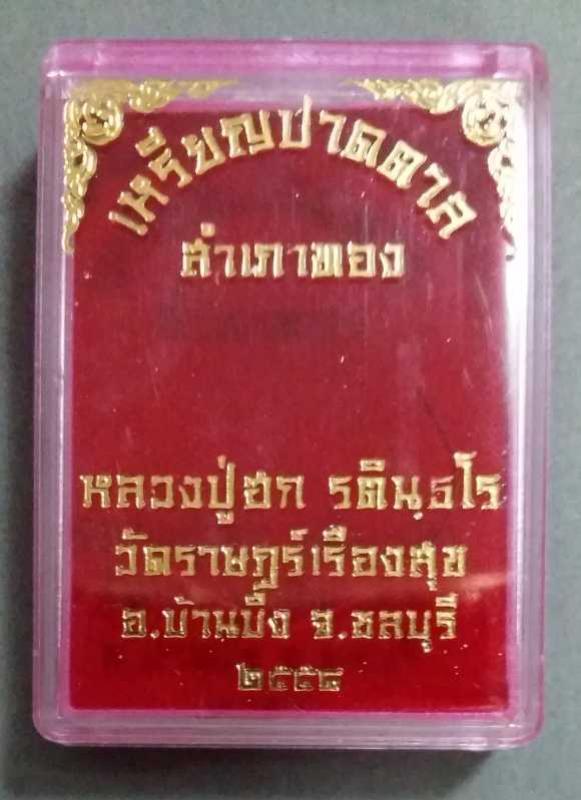 เหรียญปาดตาล
สำเภาทอง
หลวงปู่ฮก รตินฺธโร
วัดราษฎร์เรืองสุข
อ.บ้านบึง จ.ชลบุรี
๒๕๕๘